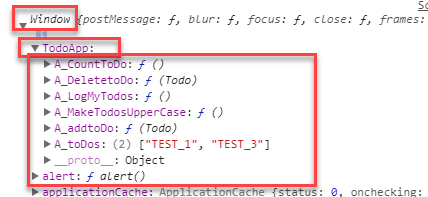 Sc
Window {postMessage: ƒ, blur: ƒ, focus: ƒ, close: ƒ, frames:
TodoApp:
A_CountToDo: ƒ ()
A_DeletetoDo: ƒ (Todo)
A_LogMyTodos: ƒ ()
A_MakeTodosUpperCase: ƒ ()
A_addtoDo: ƒ (Todo)
A_toDos: (2) ["TEST_1", "TEST_3"]
__proto__: Object
alert: ƒ alert()
applicationCache: ApplicationCache {status: 0, onchecking: